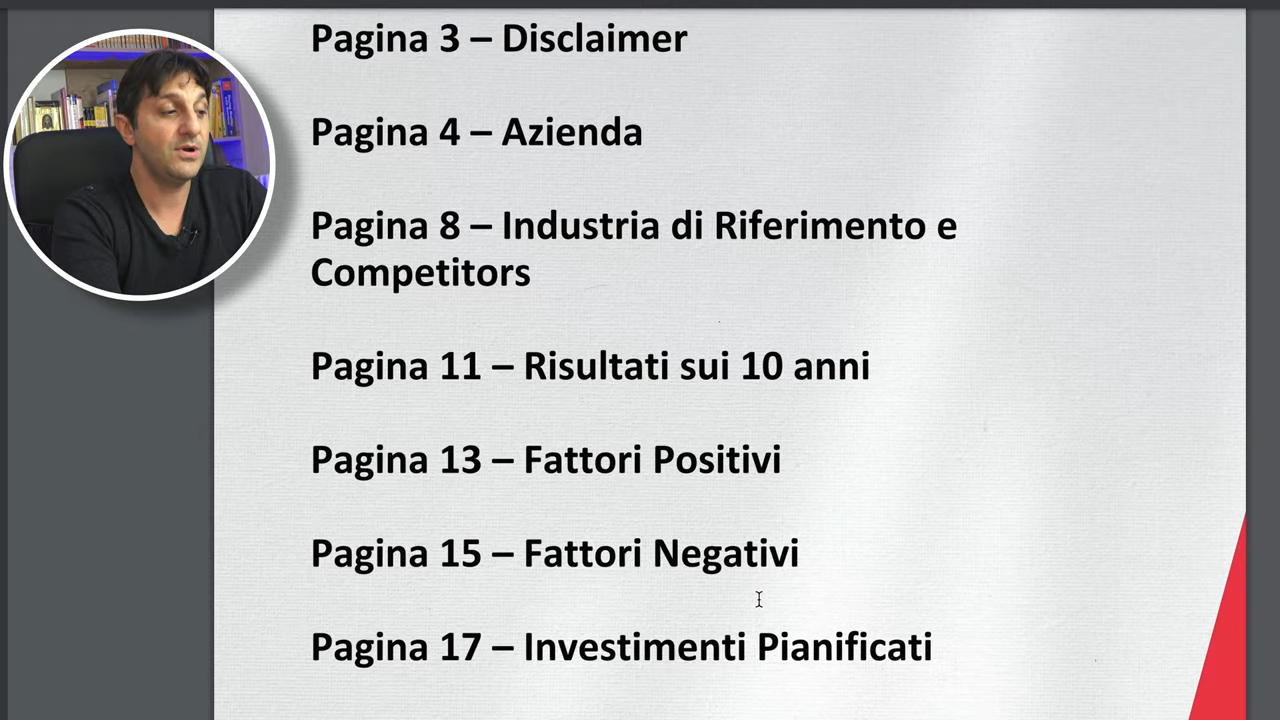 Pagina 3 – Disclaimer
Pagina 4 – Azienda
Pagina 8 – Industria di Riferimento e
Competitors
Pagina 11 – Risultati sui 10 anni
Pagina 13 – Fattori Positivi
Pagina 15 – Fattori Negativi
Pagina 17 – Investimenti Pianificati